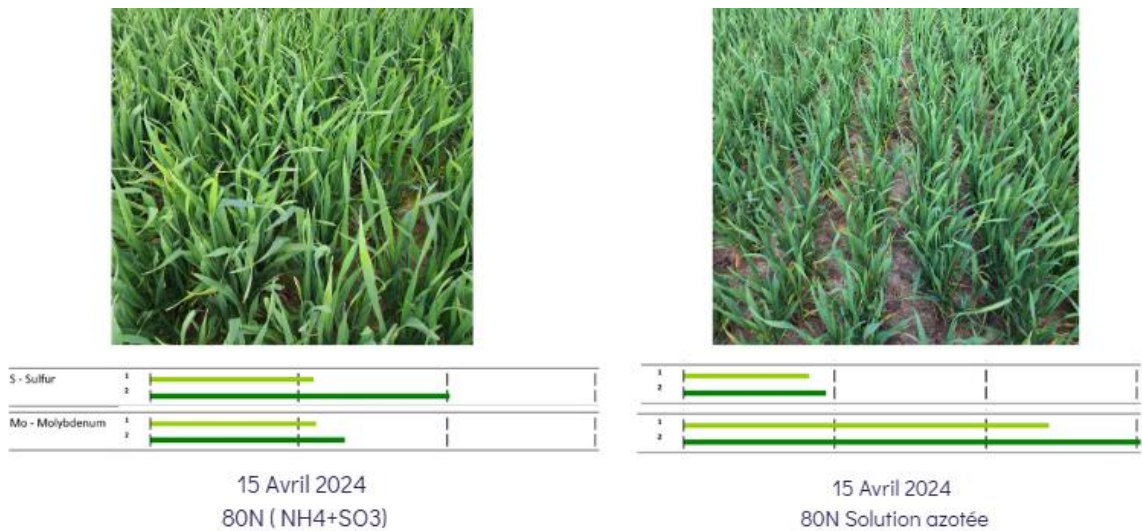 S - Sulfur
1
2
Mo - Molybdenum
1
2
1
2
1
2
15 Avril 2024
80N ( NH4+SO3)
15 Avril 2024
80N Solution azotée